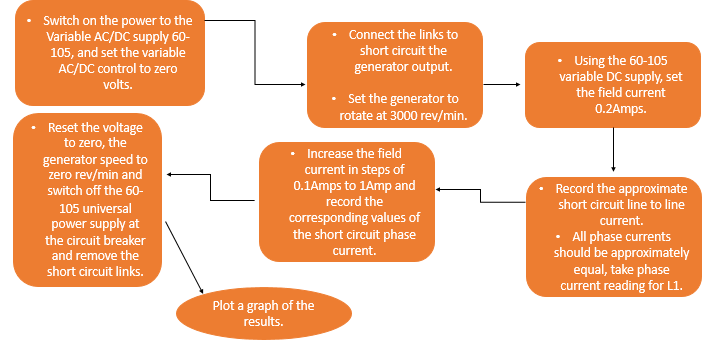 • Switch on the power to the
Variable AC/DC supply 60-
105, and set the variable
AC/DC control to zero
volts.
• Connect the links to
short circuit the
generator output.
• Set the generator to
rotate at 3000 rev/min.
• Using the 60-105
variable DC supply, set
the field current
0.2Amps.
• Record the approximate
short circuit line to line
current.
• All phase currents
should be approximately
equal, take phase
current reading for L1.
• Increase the field
current in steps of
0.1Amps to 1Amp and
record the
corresponding values of
the short circuit phase
current.
• Reset the voltage
to zero, the
generator speed to
zero rev/min and
switch off the 60-
105 universal
power supply at
the circuit breaker
and remove the
short circuit links.
Plot a graph of the
results.